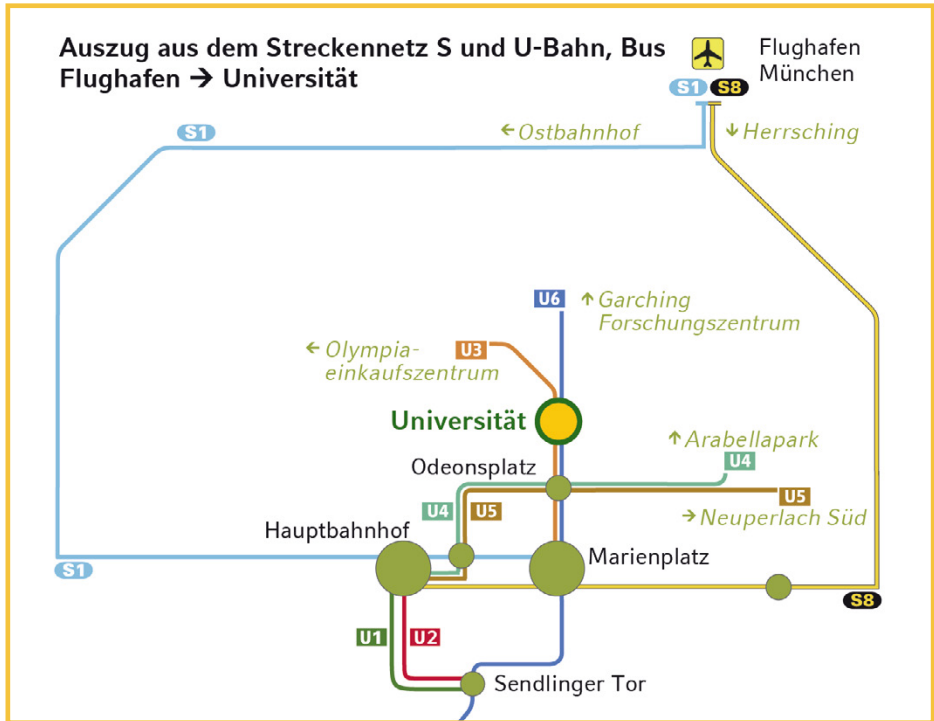 Auszug aus dem Streckennetz S und U-Bahn, Bus
Flughafen → Universität
Flughafen
München
S1 S8
S1
← Ostbahnhof
↓ Herrsching
U6
↑ Garching
Forschungszentrum
← Olympia-
einkaufszentrum
U3
Universität
↑ Arabellapark
U4
Odeonsplatz
U5
→ Neuperlach Süd
U4 U5
Hauptbahnhof
Marienplatz
S1
S8
U1 U2
Sendlinger Tor